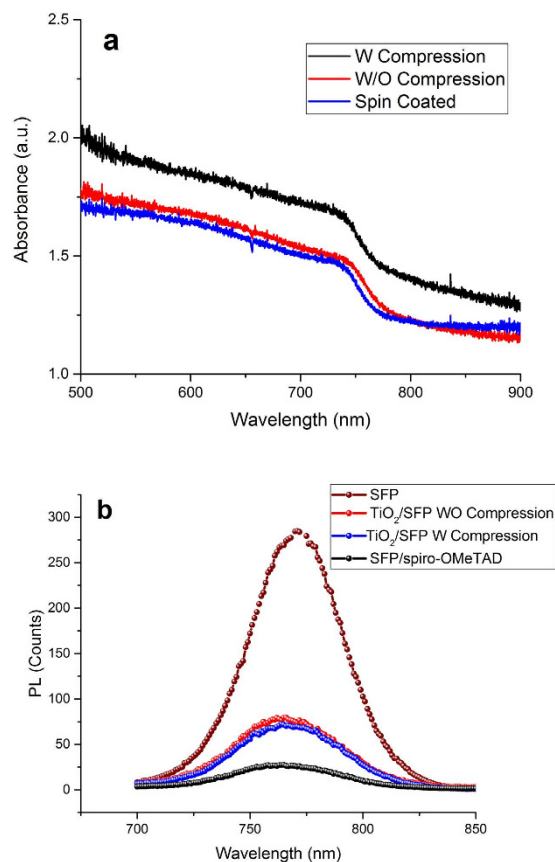 a
W Compression
W/O Compression
Spin Coated
2.5
2.0
1.5
1.0
Absorbance (a.u.)
500 600 700 800 900
Wavelength (nm)
b
SFP
TiO₂/SFP WO Compression
TiO₂/SFP W Compression
SFP/spiro-OMeTAD
300
250
200
150
100
50
0
PL (Counts)
700 750 800 850
Wavelength (nm)